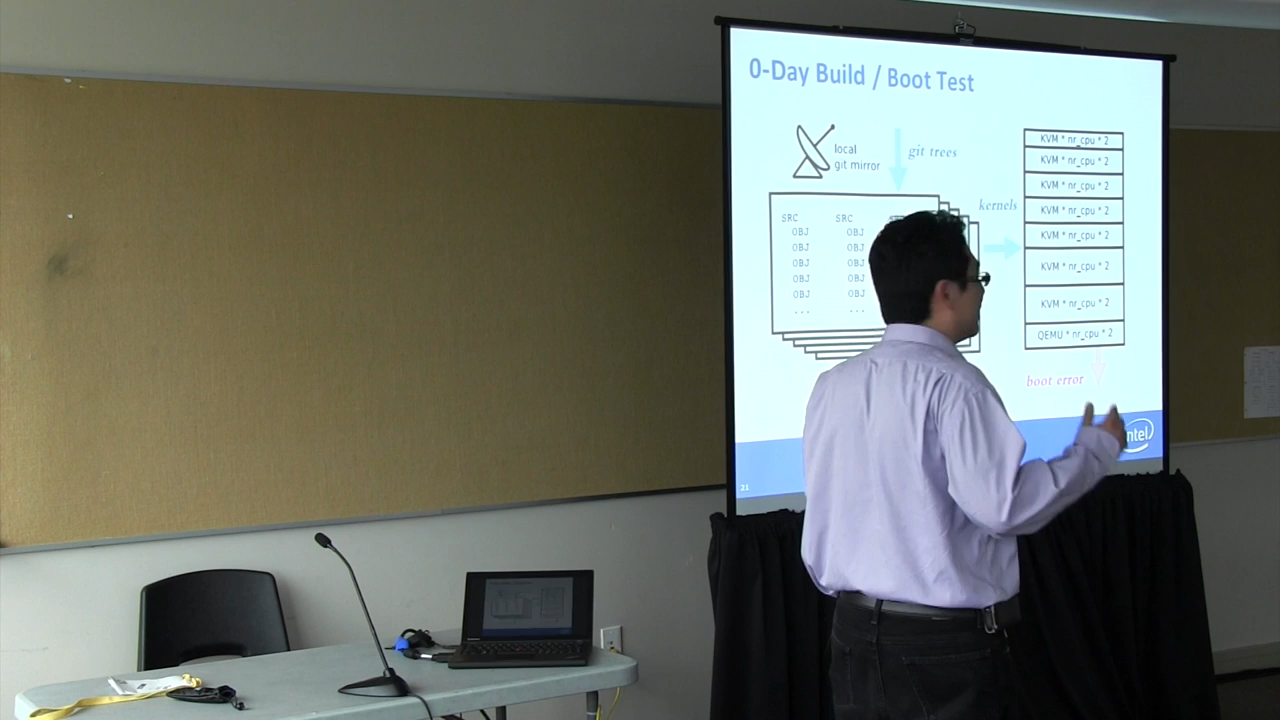 0-Day Build / Boot Test
local
git mirror
git trees
kernels
SRC SRC
OBJ OBJ
OBJ OBJ
OBJ OBJ
OBJ OBJ
OBJ OBJ
... ...
KVM * nr_cpu * 2
KVM * nr_cpu * 2
KVM * nr_cpu * 2
KVM * nr_cpu * 2
KVM * nr_cpu * 2
KVM * nr_cpu * 2
KVM * nr_cpu * 2
QEMU * nr_cpu * 2
boot error
21